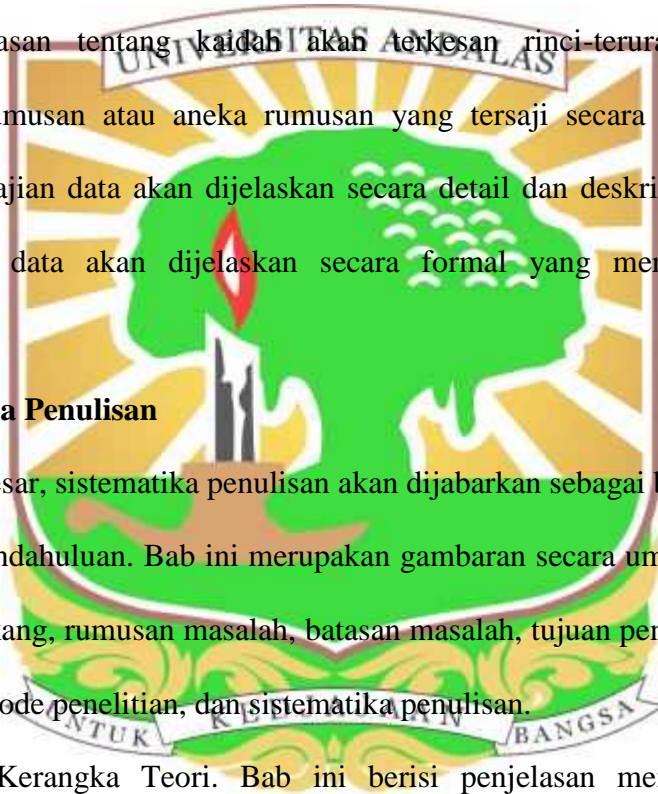 asan tentang kaidah akan terkesan rinci-terura
UNIVERSITAS ANDALAS
umusan atau aneka rumusan yang tersaji secara
ajian data akan dijelaskan secara detail dan deskri
data akan dijelaskan secara formal yang mer
a Penulisan
esar, sistematika penulisan akan dijabarkan sebagai b
ndahuluan. Bab ini merupakan gambaran secara um
kang, rumusan masalah, batasan masalah, tujuan pen
ode penelitian, dan sistematika penulisan.
UNTUK KEDJAJAAN BANGSA
Kerangka Teori. Bab ini berisi penjelasan mer